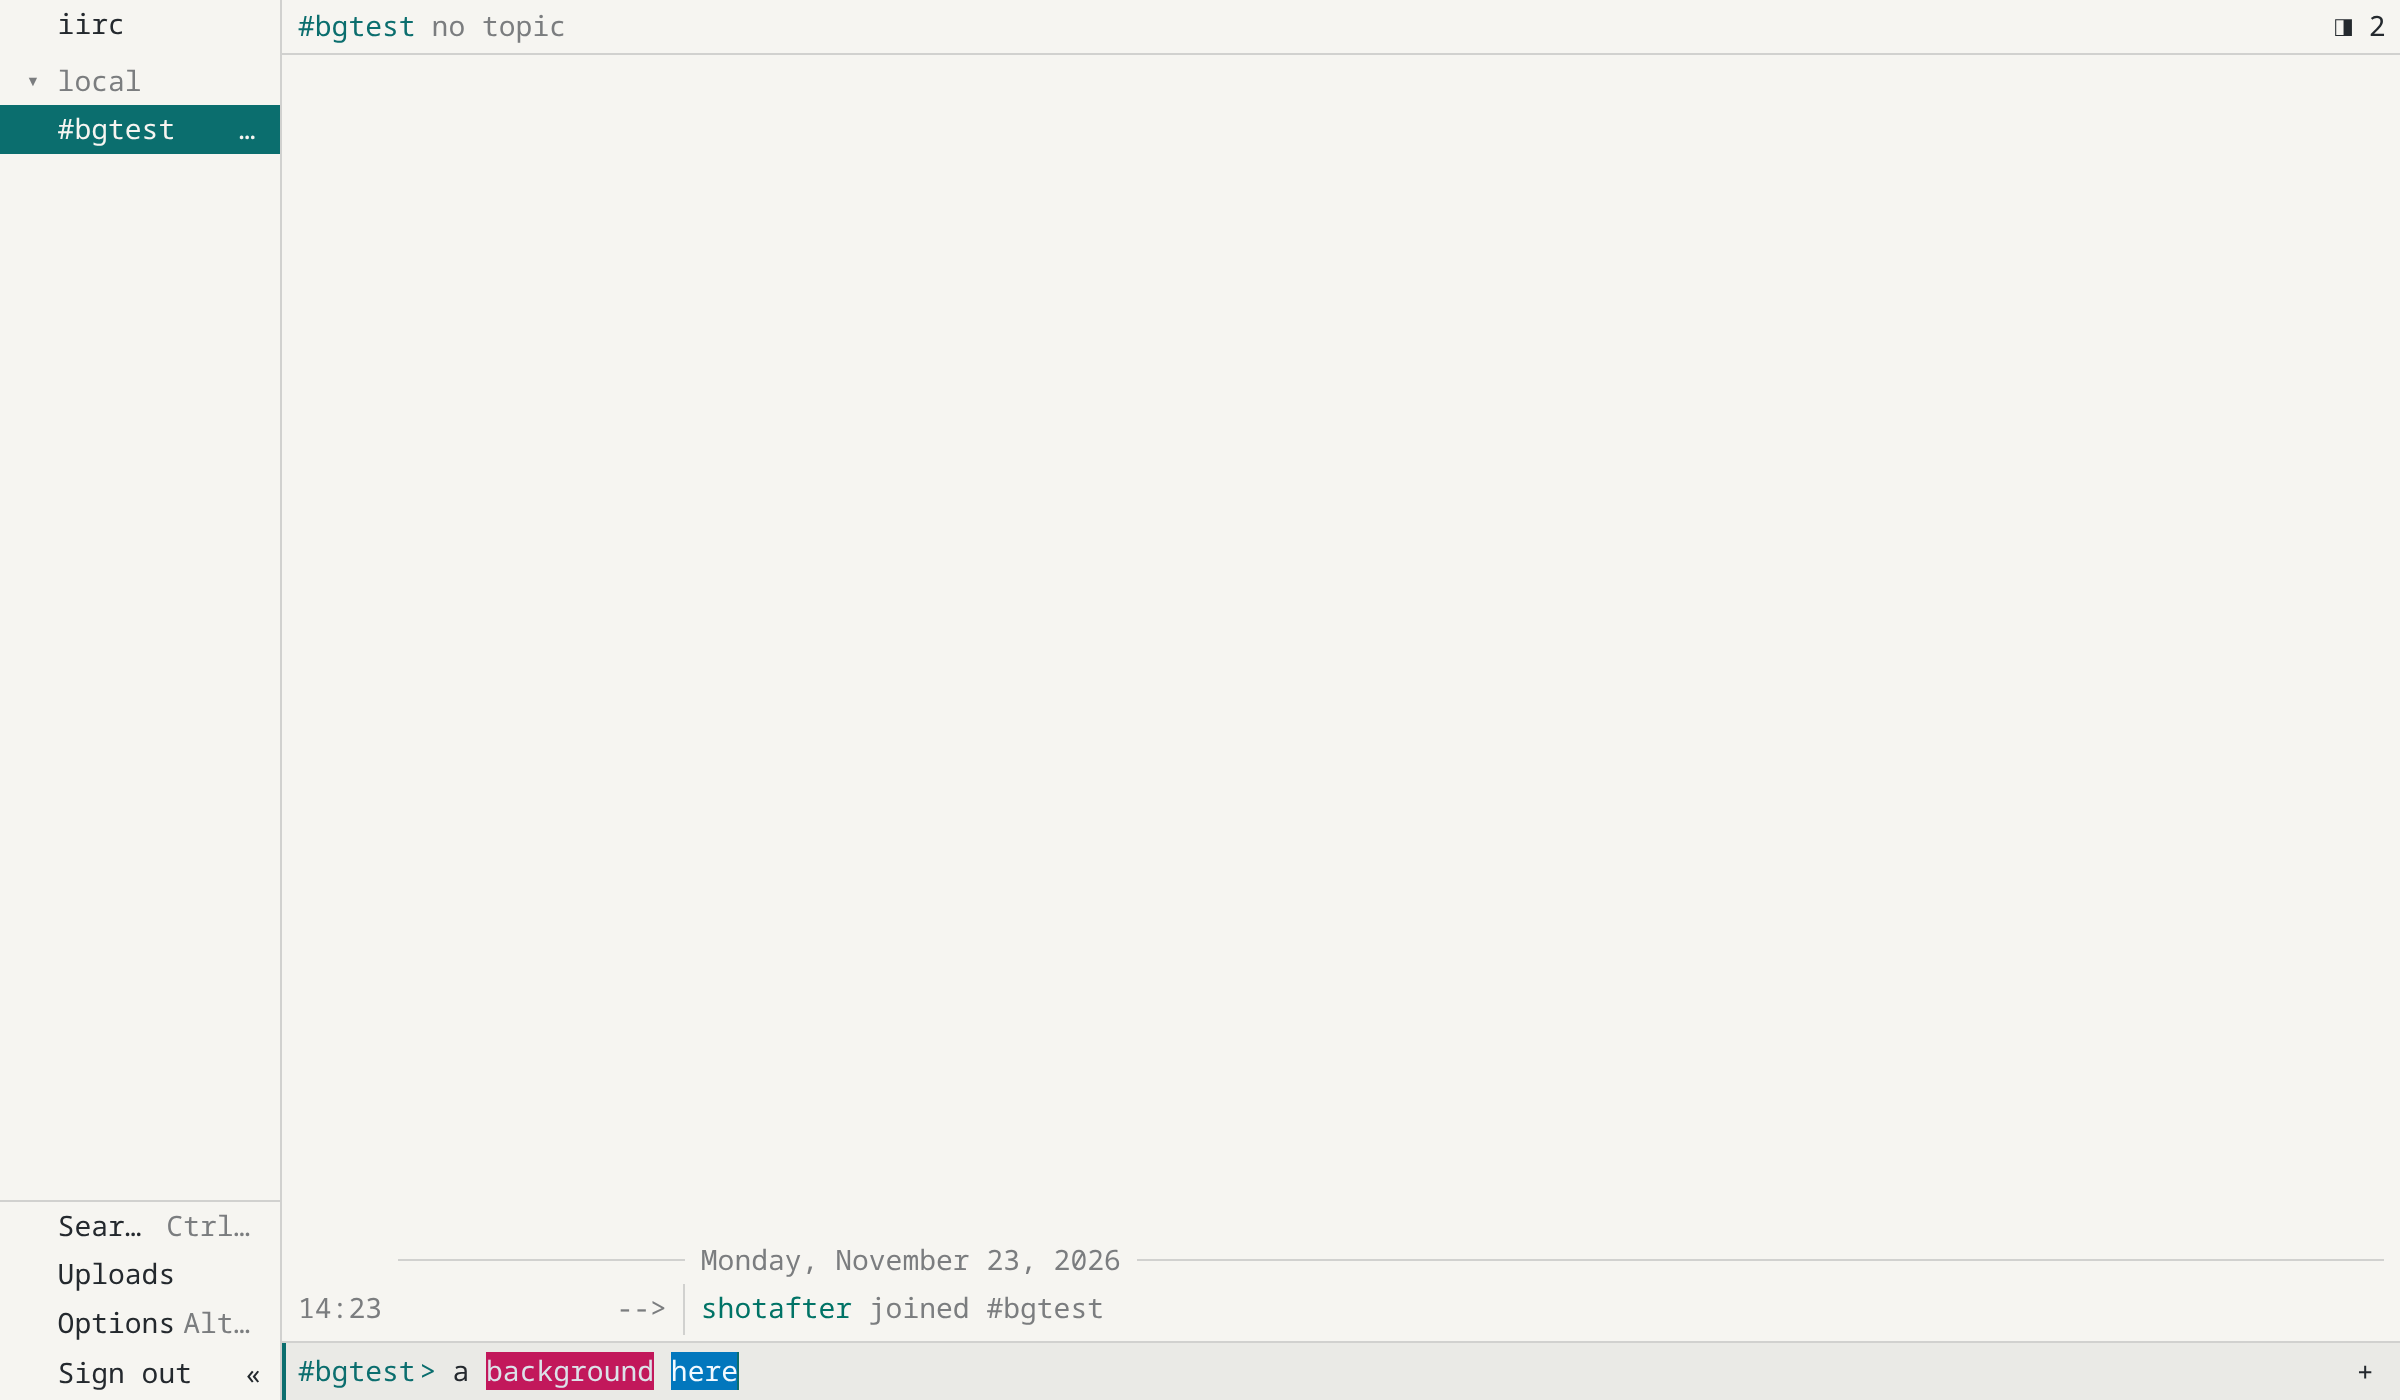 iirc
▾ local
#bgtest …
Sear… Ctrl…
Uploads
Options Alt…
Sign out «
#bgtest no topic ◨ 2
Monday, November 23, 2026
14:23 --> shotafter joined #bgtest
#bgtest> a background here +